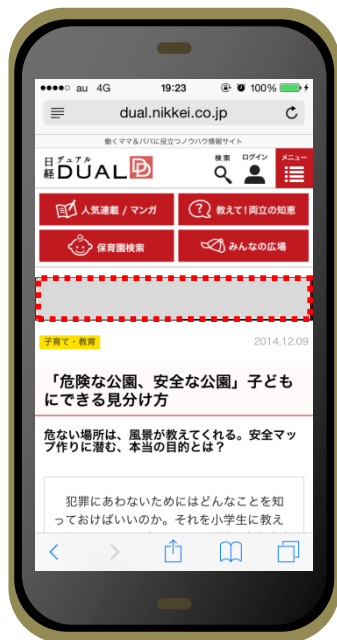 au 4G 19:23 100%
dual.nikkei.co.jp
働くママ&パパに役立つノウハウ情報サイト
日経DUAL デュアル D
検索 ログイン メニュー
人気連載 / マンガ
教えて!両立の知恵
保育園検索
みんなの広場
子育て・教育 2014.12.09
「危険な公園、安全な公園」子ども
にできる見分け方
危ない場所は、風景が教えてくれる。安全マッ
プ作りに潜む、本当の目的とは？
犯罪にあわないためにはどんなことを知
っておけばいいのか。それを小学生に教え